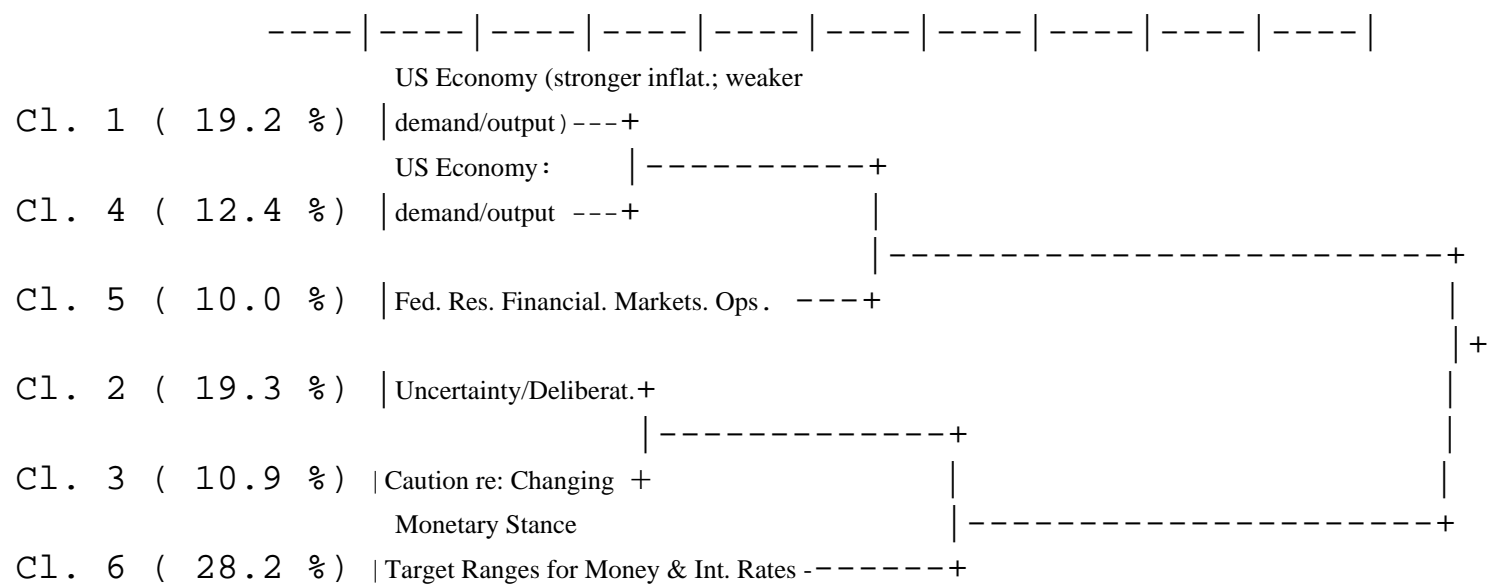 ----|----|----|----|----|----|----|----|----|----|
US Economy (stronger inflat.; weaker
Cl. 1 ( 19.2 %) |demand/output)---+
US Economy: |----------+
Cl. 4 ( 12.4 %) |demand/output ---+ |
|-------------------------+
Cl. 5 ( 10.0 %) |Fed. Res. Financial. Markets. Ops. ---+ |
|+
Cl. 2 ( 19.3 %) |Uncertainty/Deliberat.+ |
|-------------+ |
Cl. 3 ( 10.9 %) |Caution re: Changing + | |
Monetary Stance |---------------------+
Cl. 6 ( 28.2 %) |Target Ranges for Money & Int. Rates -------+